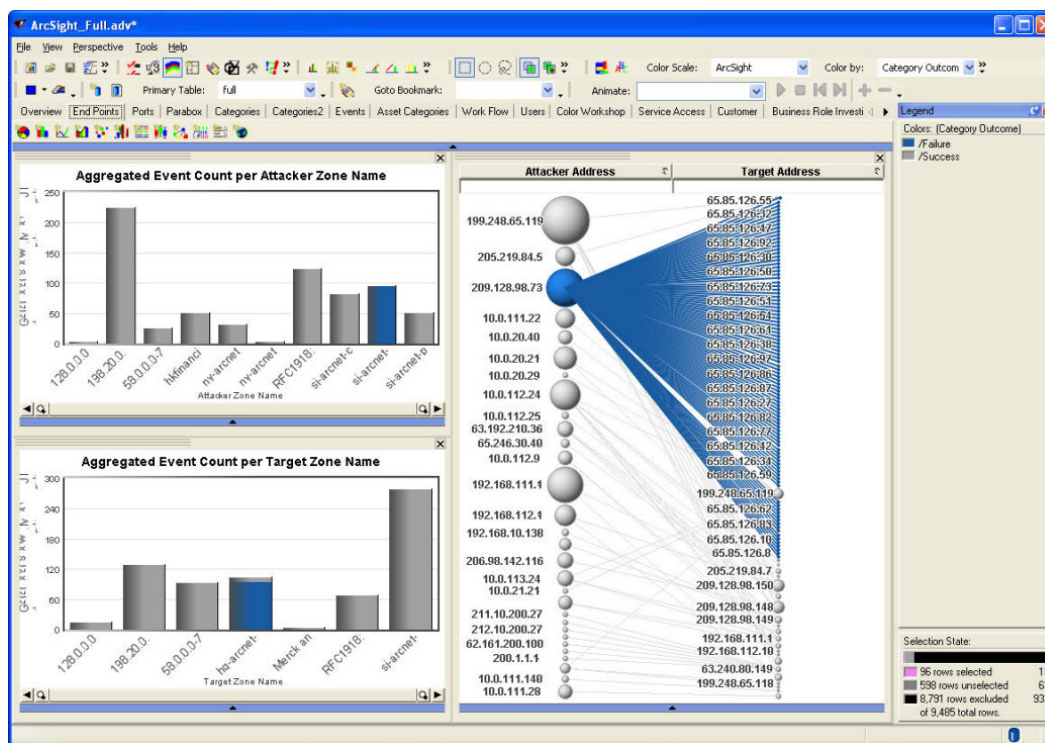 ArcSight_Full.adv*
File View Perspective Tools Help
Color Scale: ArcSight Color by: Category Outcom
Primary Table: full Goto Bookmark: Animate:
Overview End Points Ports Parabox Categories Categories2 Events Asset Categories Work Flow Users Color Workshop Service Access Customer Business Role Investi
Legend
Colors: (Category Outcome)
/Failure
/Success
Aggregated Event Count per Attacker Zone Name
250
200
150
100
50
0
128.0.0.0
198.20.0.
58.0.0.0-7
hkfinanci
nv-arcnet
nv-arcnet
RFC1918:
sj-arcnet-c
sj-arcnet-
sj-arcnet-b
Attacker Zone Name
Aggregated Event Count per Target Zone Name
300
240
180
120
60
0
128.0.0.0
198.20.0.
58.0.0.0-7
hq-arcnet-
Merck an
RFC1918:
sj-arcnet-
Target Zone Name
Attacker Address
199.248.65.119
205.219.84.5
209.128.98.73
10.0.111.22
10.0.20.40
10.0.20.21
10.0.20.29
10.0.112.24
10.0.112.25
63.192.210.36
65.246.30.40
10.0.112.9
192.168.111.1
192.168.112.1
192.168.10.138
206.98.142.116
10.0.113.24
10.0.21.21
211.10.200.27
212.10.200.27
62.161.200.100
200.1.1.1
10.0.111.140
10.0.111.28
Target Address
65.85.126.55
65.85.126.32
65.85.126.47
65.85.126.92
65.85.126.30
65.85.126.50
65.85.126.73
65.85.126.51
65.85.126.54
65.85.126.61
65.85.126.38
65.85.126.97
65.85.126.86
65.85.126.87
65.85.126.27
65.85.126.82
65.85.126.77
65.85.126.42
65.85.126.34
65.85.126.59
199.248.65.119
65.85.126.62
65.85.126.83
65.85.126.10
65.85.126.8
205.219.84.7
209.128.98.150
209.128.98.148
209.128.98.149
192.168.111.1
192.168.112.10
63.240.80.149
199.248.65.118
Selection State:
96 rows selected
598 rows unselected
8,791 rows excluded
of 9,485 total rows.